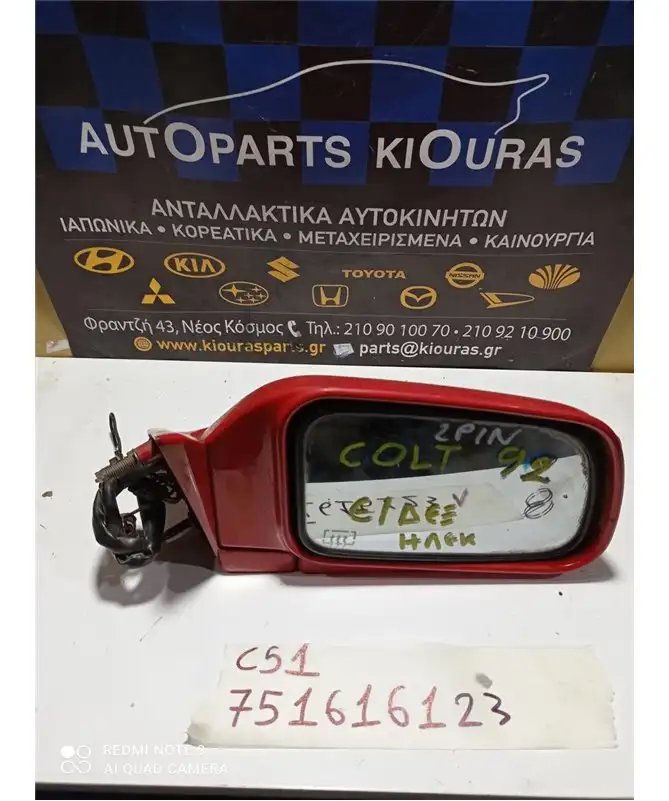 AUTOPARTS KIOURAS
ΑΝΤΑΛΛΑΚΤΙΚΑ ΑΥΤΟΚΙΝΗΤΩΝ
ΙΑΠΩΝΙΚΑ • ΚΟΡΕΑΤΙΚΑ • ΜΕΤΑΧΕΙΡΙΣΜΕΝΑ • ΚΑΙΝΟΥΡΓΙΑ
KIA
TOYOTA
NISSAN
Φραντζή 43, Νέος Κόσμος Τηλ.: 210 90 100 70 • 210 92 10 900
www.kiourasparts.gr parts@kiouras.gr
2PIN
COLT 92
ΗΛΕΚ
C51
751616123
REDMI NOTE 9
AI QUAD CAMERA